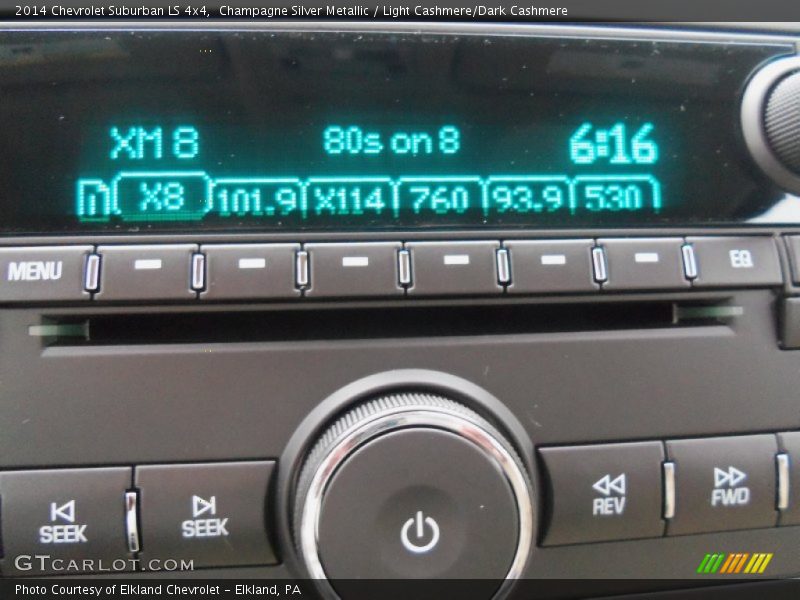 2014 Chevrolet Suburban LS 4x4,  Champagne Silver Metallic / Light Cashmere/Dark Cashmere
XM 8 80s on 8 6:16
X8 101.9 X114 760 93.9 530
MENU EQ
SEEK SEEK REV FWD
GTCARLOT.COM
Photo Courtesy of Elkland Chevrolet - Elkland, PA